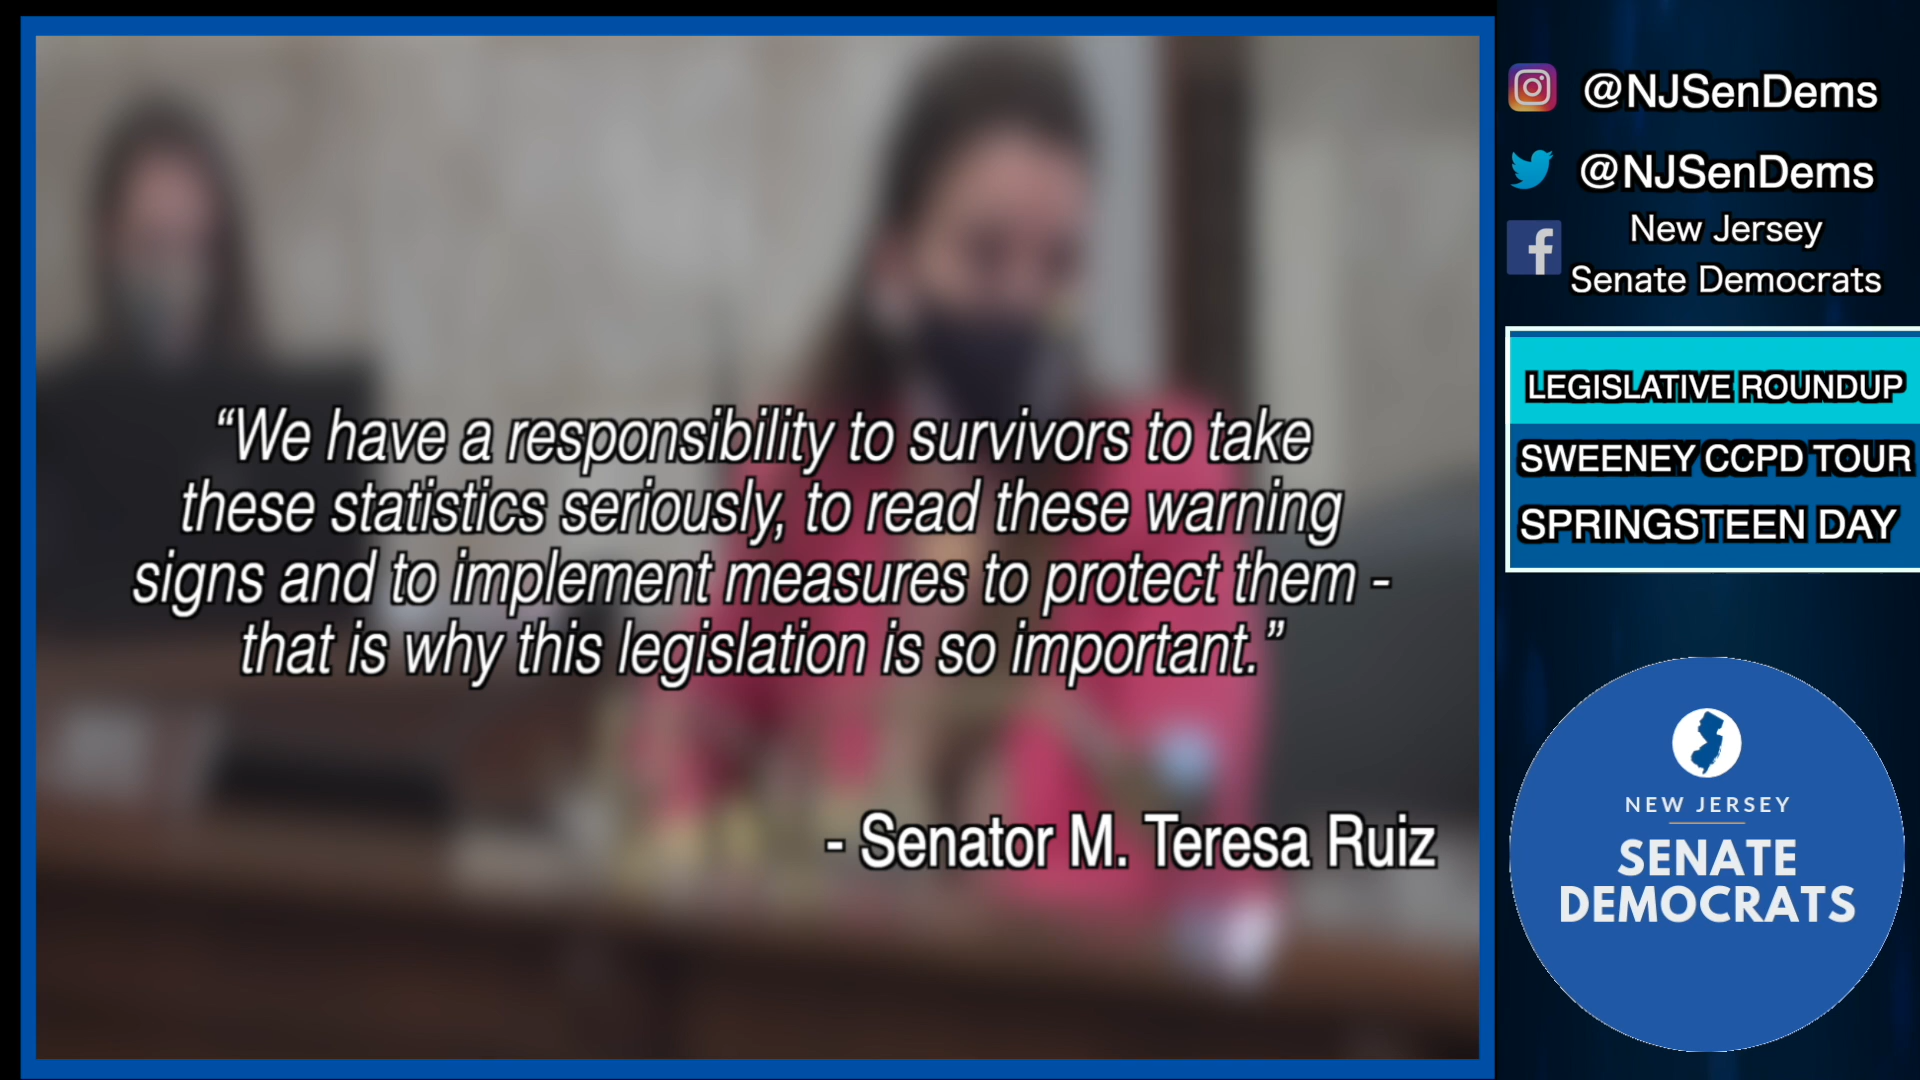 “We have a responsibility to survivors to take
these statistics seriously, to read these warning
signs and to implement measures to protect them -
that is why this legislation is so important.”
- Senator M. Teresa Ruiz
@NJSenDems
@NJSenDems
New Jersey
Senate Democrats
LEGISLATIVE ROUNDUP
SWEENEY CCPD TOUR
SPRINGSTEEN DAY
NEW JERSEY
SENATE
DEMOCRATS